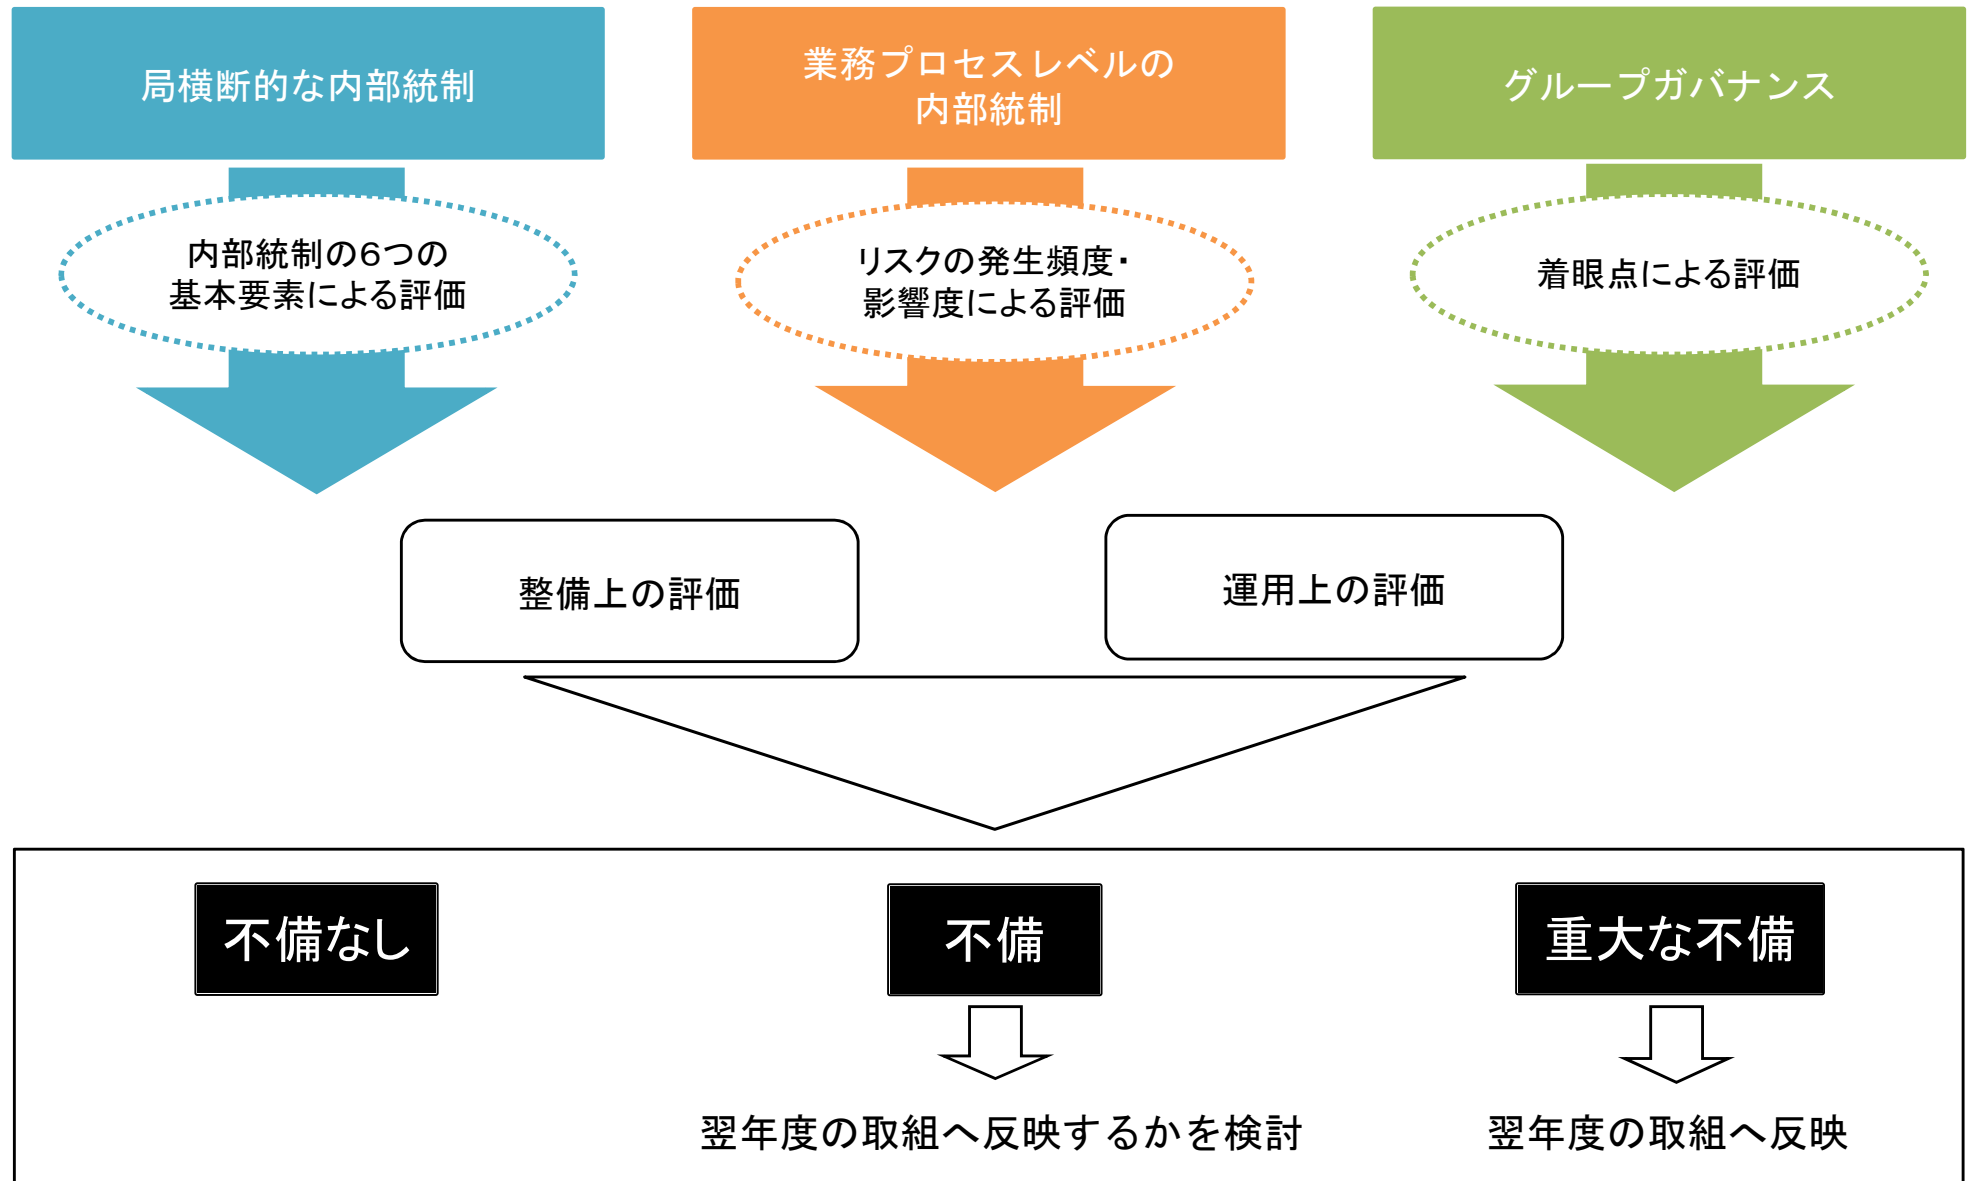 局横断的な内部統制
業務プロセスレベルの
内部統制
グループガバナンス
内部統制の6つの
基本要素による評価
リスクの発生頻度・
影響度による評価
着眼点による評価
整備上の評価
運用上の評価
不備なし
不備
重大な不備
翌年度の取組へ反映するかを検討
翌年度の取組へ反映